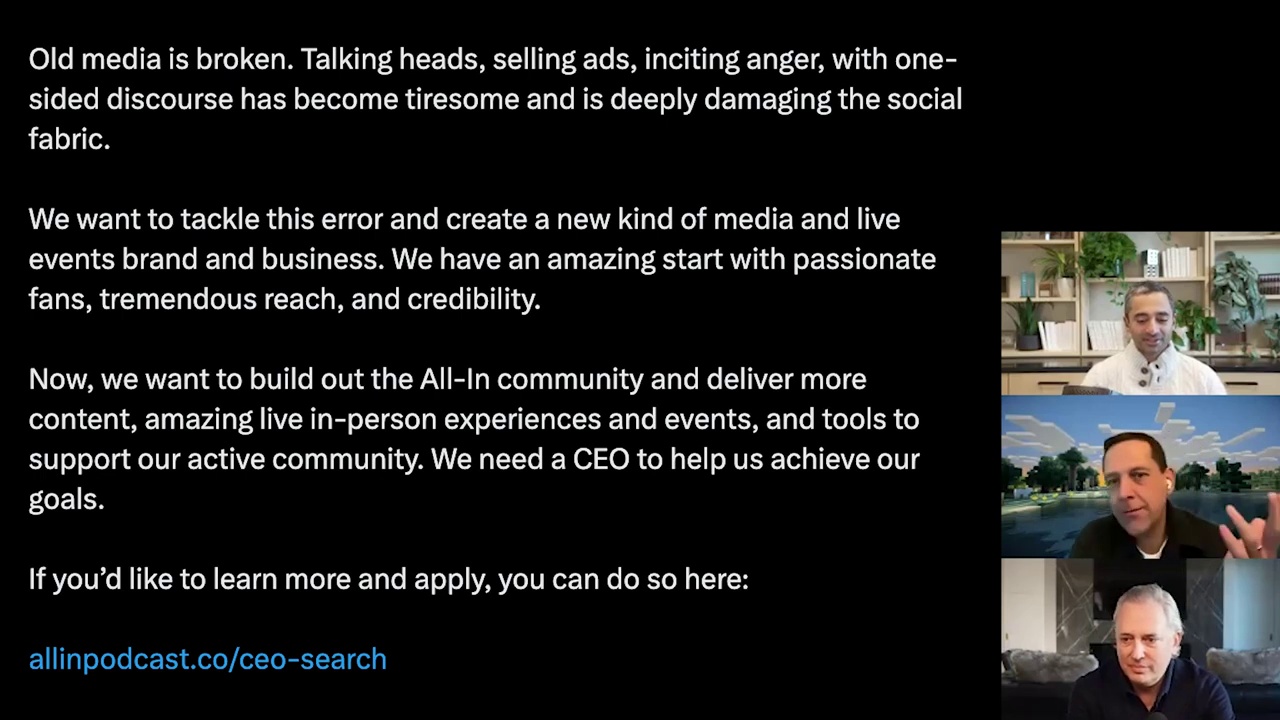 Old media is broken. Talking heads, selling ads, inciting anger, with one-
sided discourse has become tiresome and is deeply damaging the social
fabric.
We want to tackle this error and create a new kind of media and live
events brand and business. We have an amazing start with passionate
fans, tremendous reach, and credibility.
Now, we want to build out the All-In community and deliver more
content, amazing live in-person experiences and events, and tools to
support our active community. We need a CEO to help us achieve our
goals.
If you’d like to learn more and apply, you can do so here:
allinpodcast.co/ceo-search